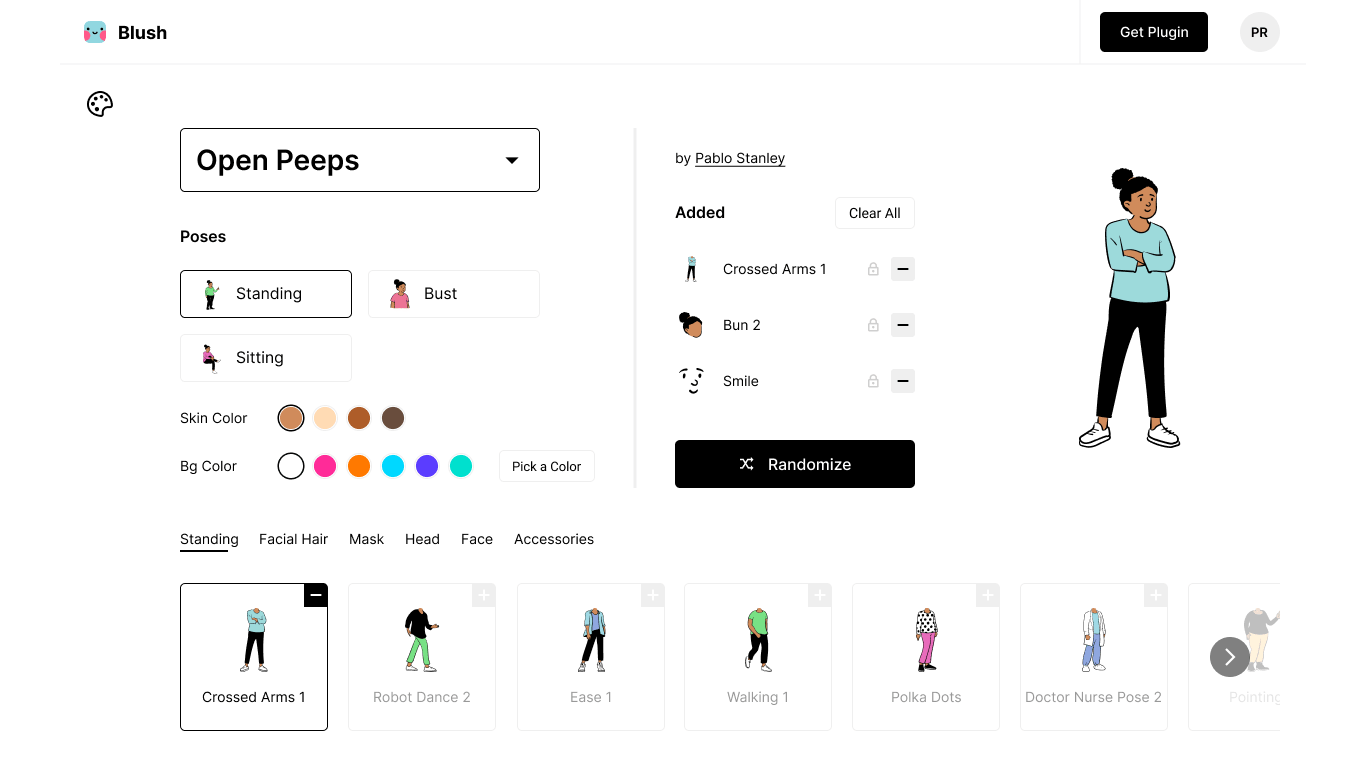 Blush
Get Plugin
PR
Open Peeps
Poses
Standing
Bust
Sitting
Skin Color
Bg Color
Pick a Color
by Pablo Stanley
Added
Clear All
Crossed Arms 1
Bun 2
Smile
Randomize
Standing
Facial Hair
Mask
Head
Face
Accessories
Crossed Arms 1
Robot Dance 2
Ease 1
Walking 1
Polka Dots
Doctor Nurse Pose 2
Pointing